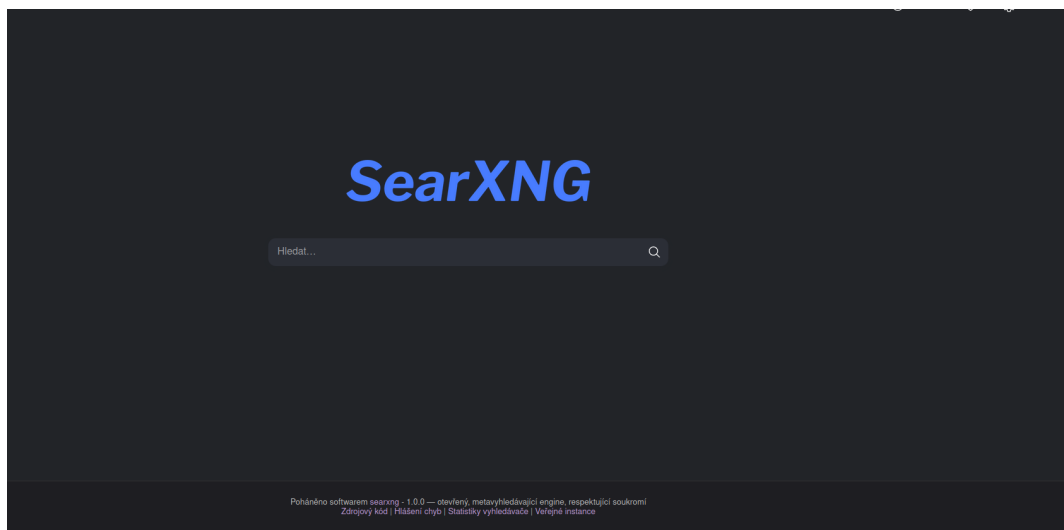 SearXNG
Hledat...
Poháněno softwarem searxng - 1.0.0 — otevřený, metavyhledávající engine, respektující soukromí
Zdrojový kód | Hlášení chyb | Statistiky vyhledávače | Veřejné instance